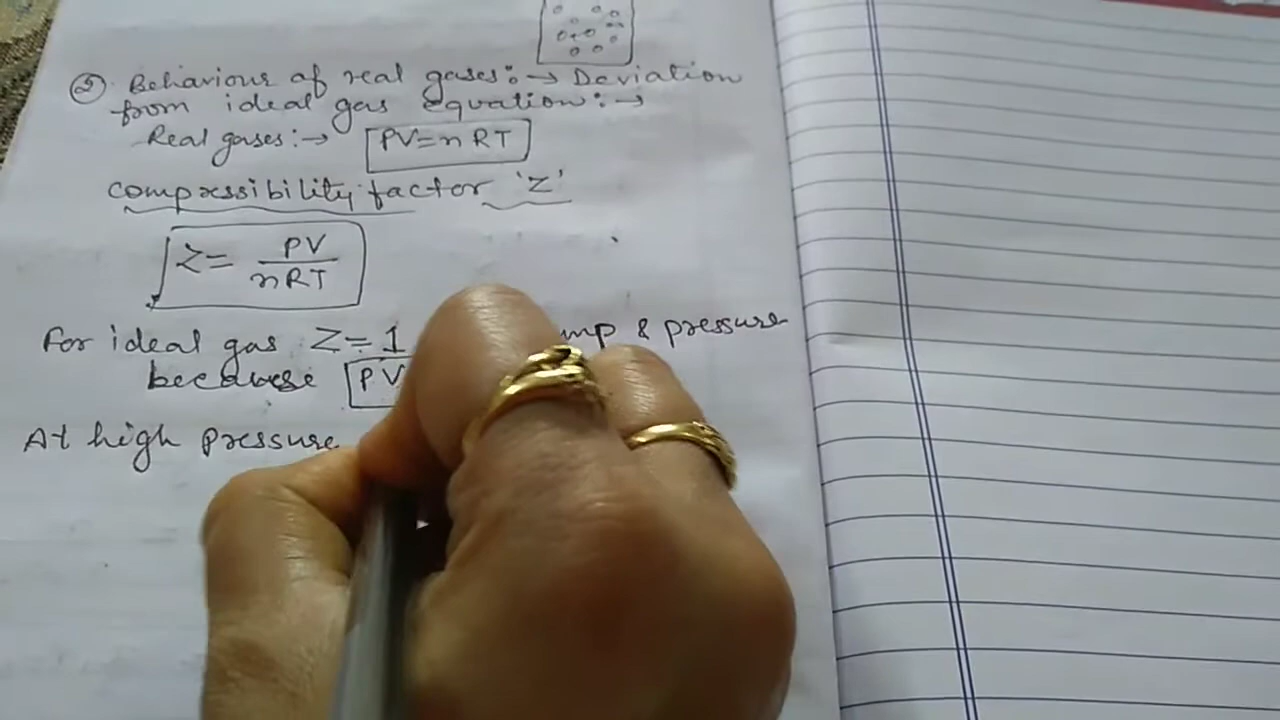 ② Behaviour of real gases:→ Deviation
from ideal gas equation:→
Real gases:→ PV=nRT
compressibility factor 'Z'
Z= PV
nRT
For ideal gas Z=1 & pressure
because PV
At high pressure